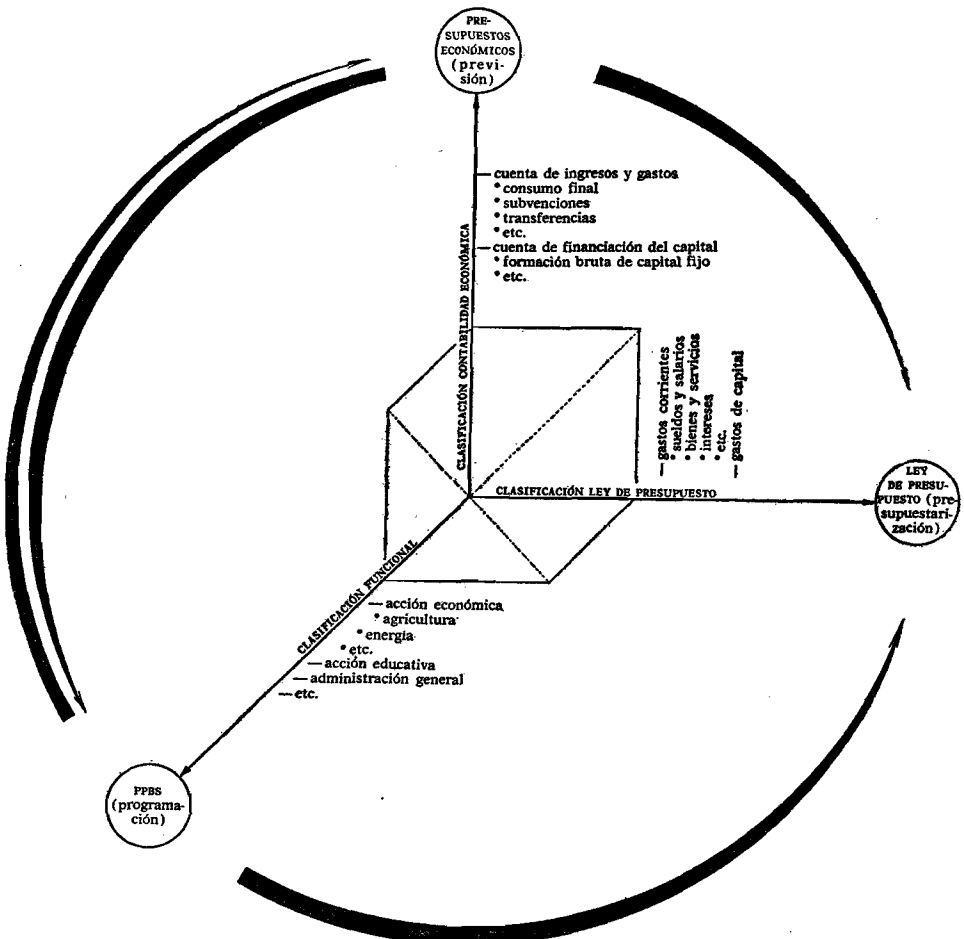 PRE-
SUPUESTOS
ECONÓMICOS
(previ-
sión)
— cuenta de ingresos y gastos
• consumo final
• subvenciones
• transferencias
• etc.
— cuenta de financiación del capital
• formación bruta de capital fijo
• etc.
CLASIFICACIÓN CONTABILIDAD ECONÓMICA
— gastos corrientes
• sueldos y salarios
• bienes y servicios
• intereses
• etc.
— gastos de capital
CLASIFICACIÓN LEY DE PRESUPUESTO
LEY
DE PRESU-
PUESTO (pre-
supuestari-
zación)
CLASIFICACIÓN FUNCIONAL
— acción económica
• agricultura
• energía
• etc.
— acción educativa
— administración general
— etc.
PPBS
(programa-
ción)